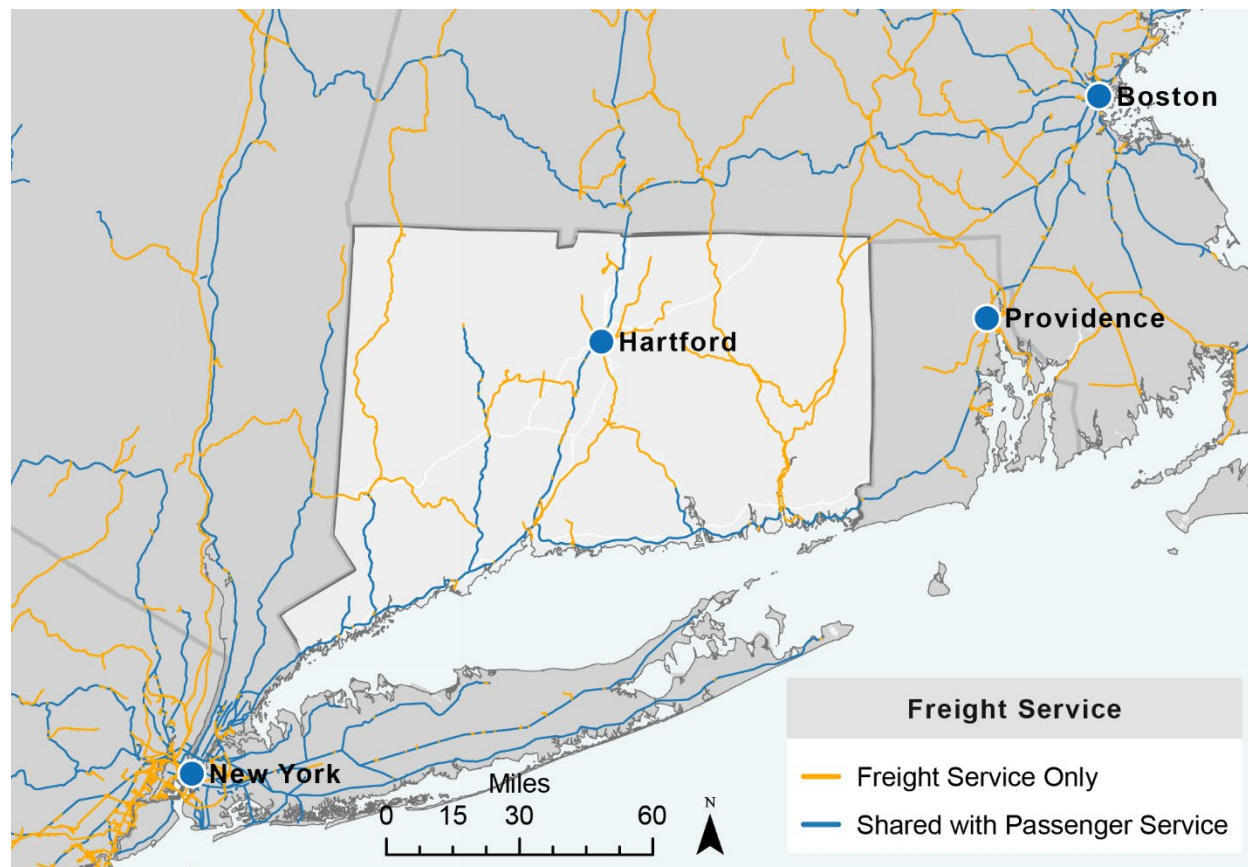 Boston
Providence
Hartford
New York
Miles
0 15 30 60
N
Freight Service
Freight Service Only
Shared with Passenger Service